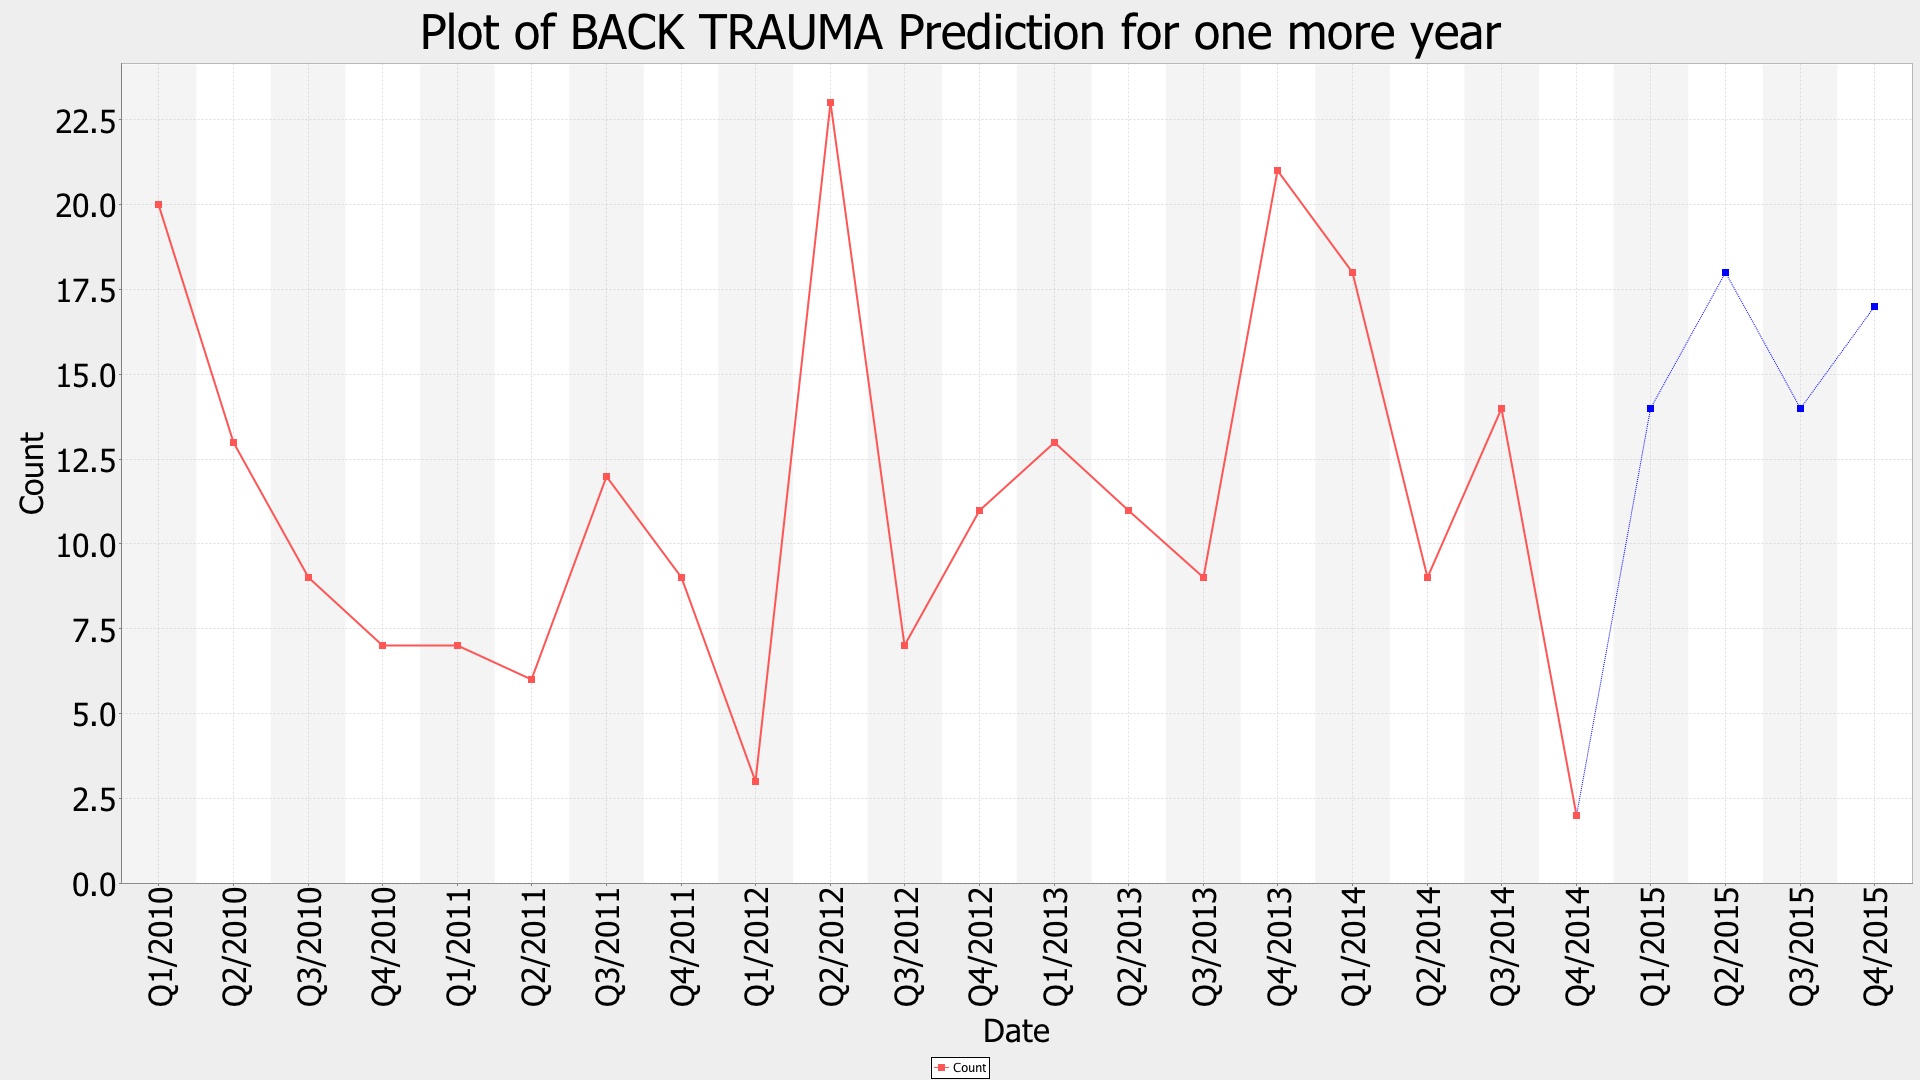 Plot of BACK TRAUMA Prediction for one more year
Count
22.5
20.0
17.5
15.0
12.5
10.0
7.5
5.0
2.5
0.0
Q1/2010
Q2/2010
Q3/2010
Q4/2010
Q1/2011
Q2/2011
Q3/2011
Q4/2011
Q1/2012
Q2/2012
Q3/2012
Q4/2012
Q1/2013
Q2/2013
Q3/2013
Q4/2013
Q1/2014
Q2/2014
Q3/2014
Q4/2014
Q1/2015
Q2/2015
Q3/2015
Q4/2015
Date
Count